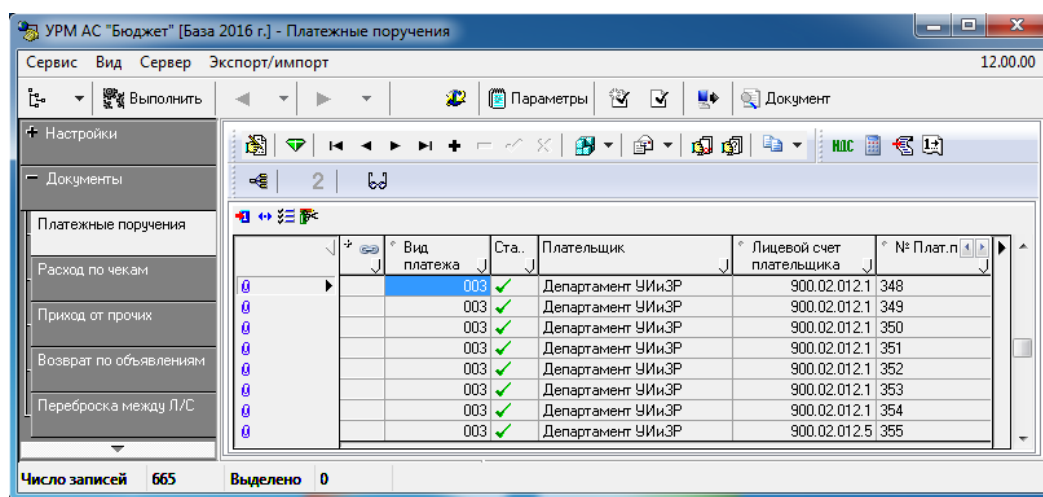 УРМ АС "Бюджет" [База 2016 г.] - Платежные поручения
Сервис Вид Сервер Экспорт/импорт 12.00.00
Выполнить Параметры Документ
Настройки
НДС
Документы
2
Платежные поручения
Вид платежа Ста.. Плательщик Лицевой счет плательщика № Плат.п
Расход по чекам
003 Департамент УИиЗР 900.02.012.1 348
003 Департамент УИиЗР 900.02.012.1 349
Приход от прочих
003 Департамент УИиЗР 900.02.012.1 350
003 Департамент УИиЗР 900.02.012.1 351
Возврат по объявлениям
003 Департамент УИиЗР 900.02.012.1 352
003 Департамент УИиЗР 900.02.012.1 353
Переброска между Л/С
003 Департамент УИиЗР 900.02.012.1 354
003 Департамент УИиЗР 900.02.012.5 355
Число записей 665 Выделено 0